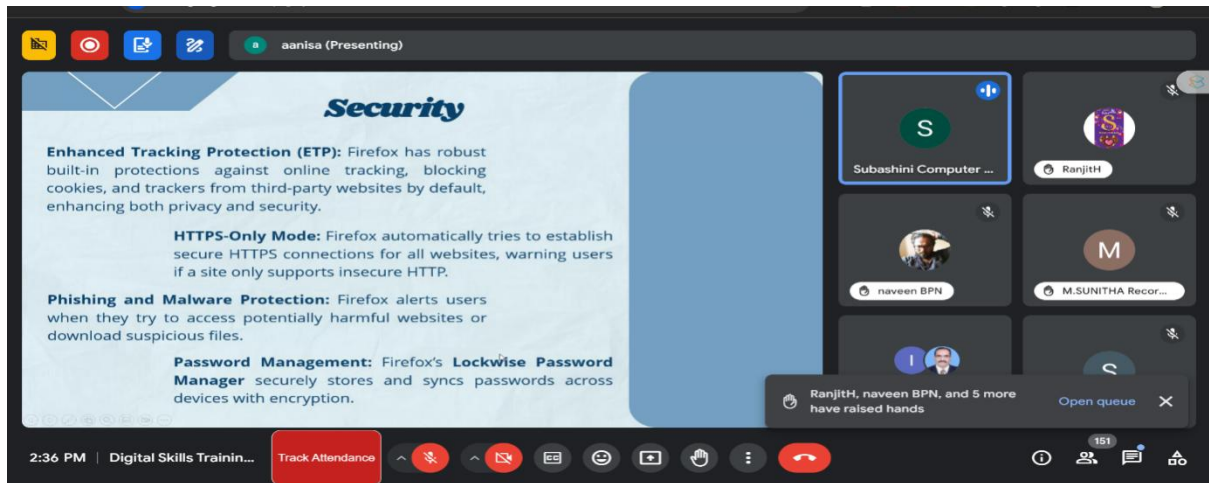 a aanisa (Presenting)
Security
Enhanced Tracking Protection (ETP): Firefox has robust
built-in protections against online tracking, blocking
cookies, and trackers from third-party websites by default,
enhancing both privacy and security.
HTTPS-Only Mode: Firefox automatically tries to establish
secure HTTPS connections for all websites, warning users
if a site only supports insecure HTTP.
Phishing and Malware Protection: Firefox alerts users
when they try to access potentially harmful websites or
download suspicious files.
Password Management: Firefox's Lockwise Password
Manager securely stores and syncs passwords across
devices with encryption.
S
Subashini Computer ...
S
RanjitH
naveen BPN
M
M.SUNITHA Recor...
I
S
RanjitH, naveen BPN, and 5 more
have raised hands
Open queue
2:36 PM | Digital Skills Trainin...
Track Attendance
CC
151